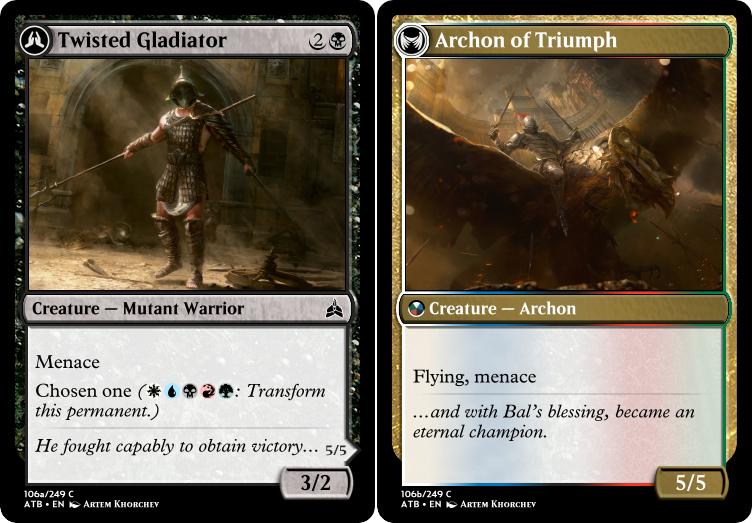 Twisted Gladiator 2
Creature — Mutant Warrior
Menace
Chosen one (: Transform
this permanent.)
He fought capably to obtain victory... 5/5
3/2
106a/249 C
ATB • EN Artem Khorchev
Archon of Triumph
Creature — Archon
Flying, menace
...and with Bal's blessing, became an
eternal champion.
5/5
106b/249 C
ATB • EN Artem Khorchev